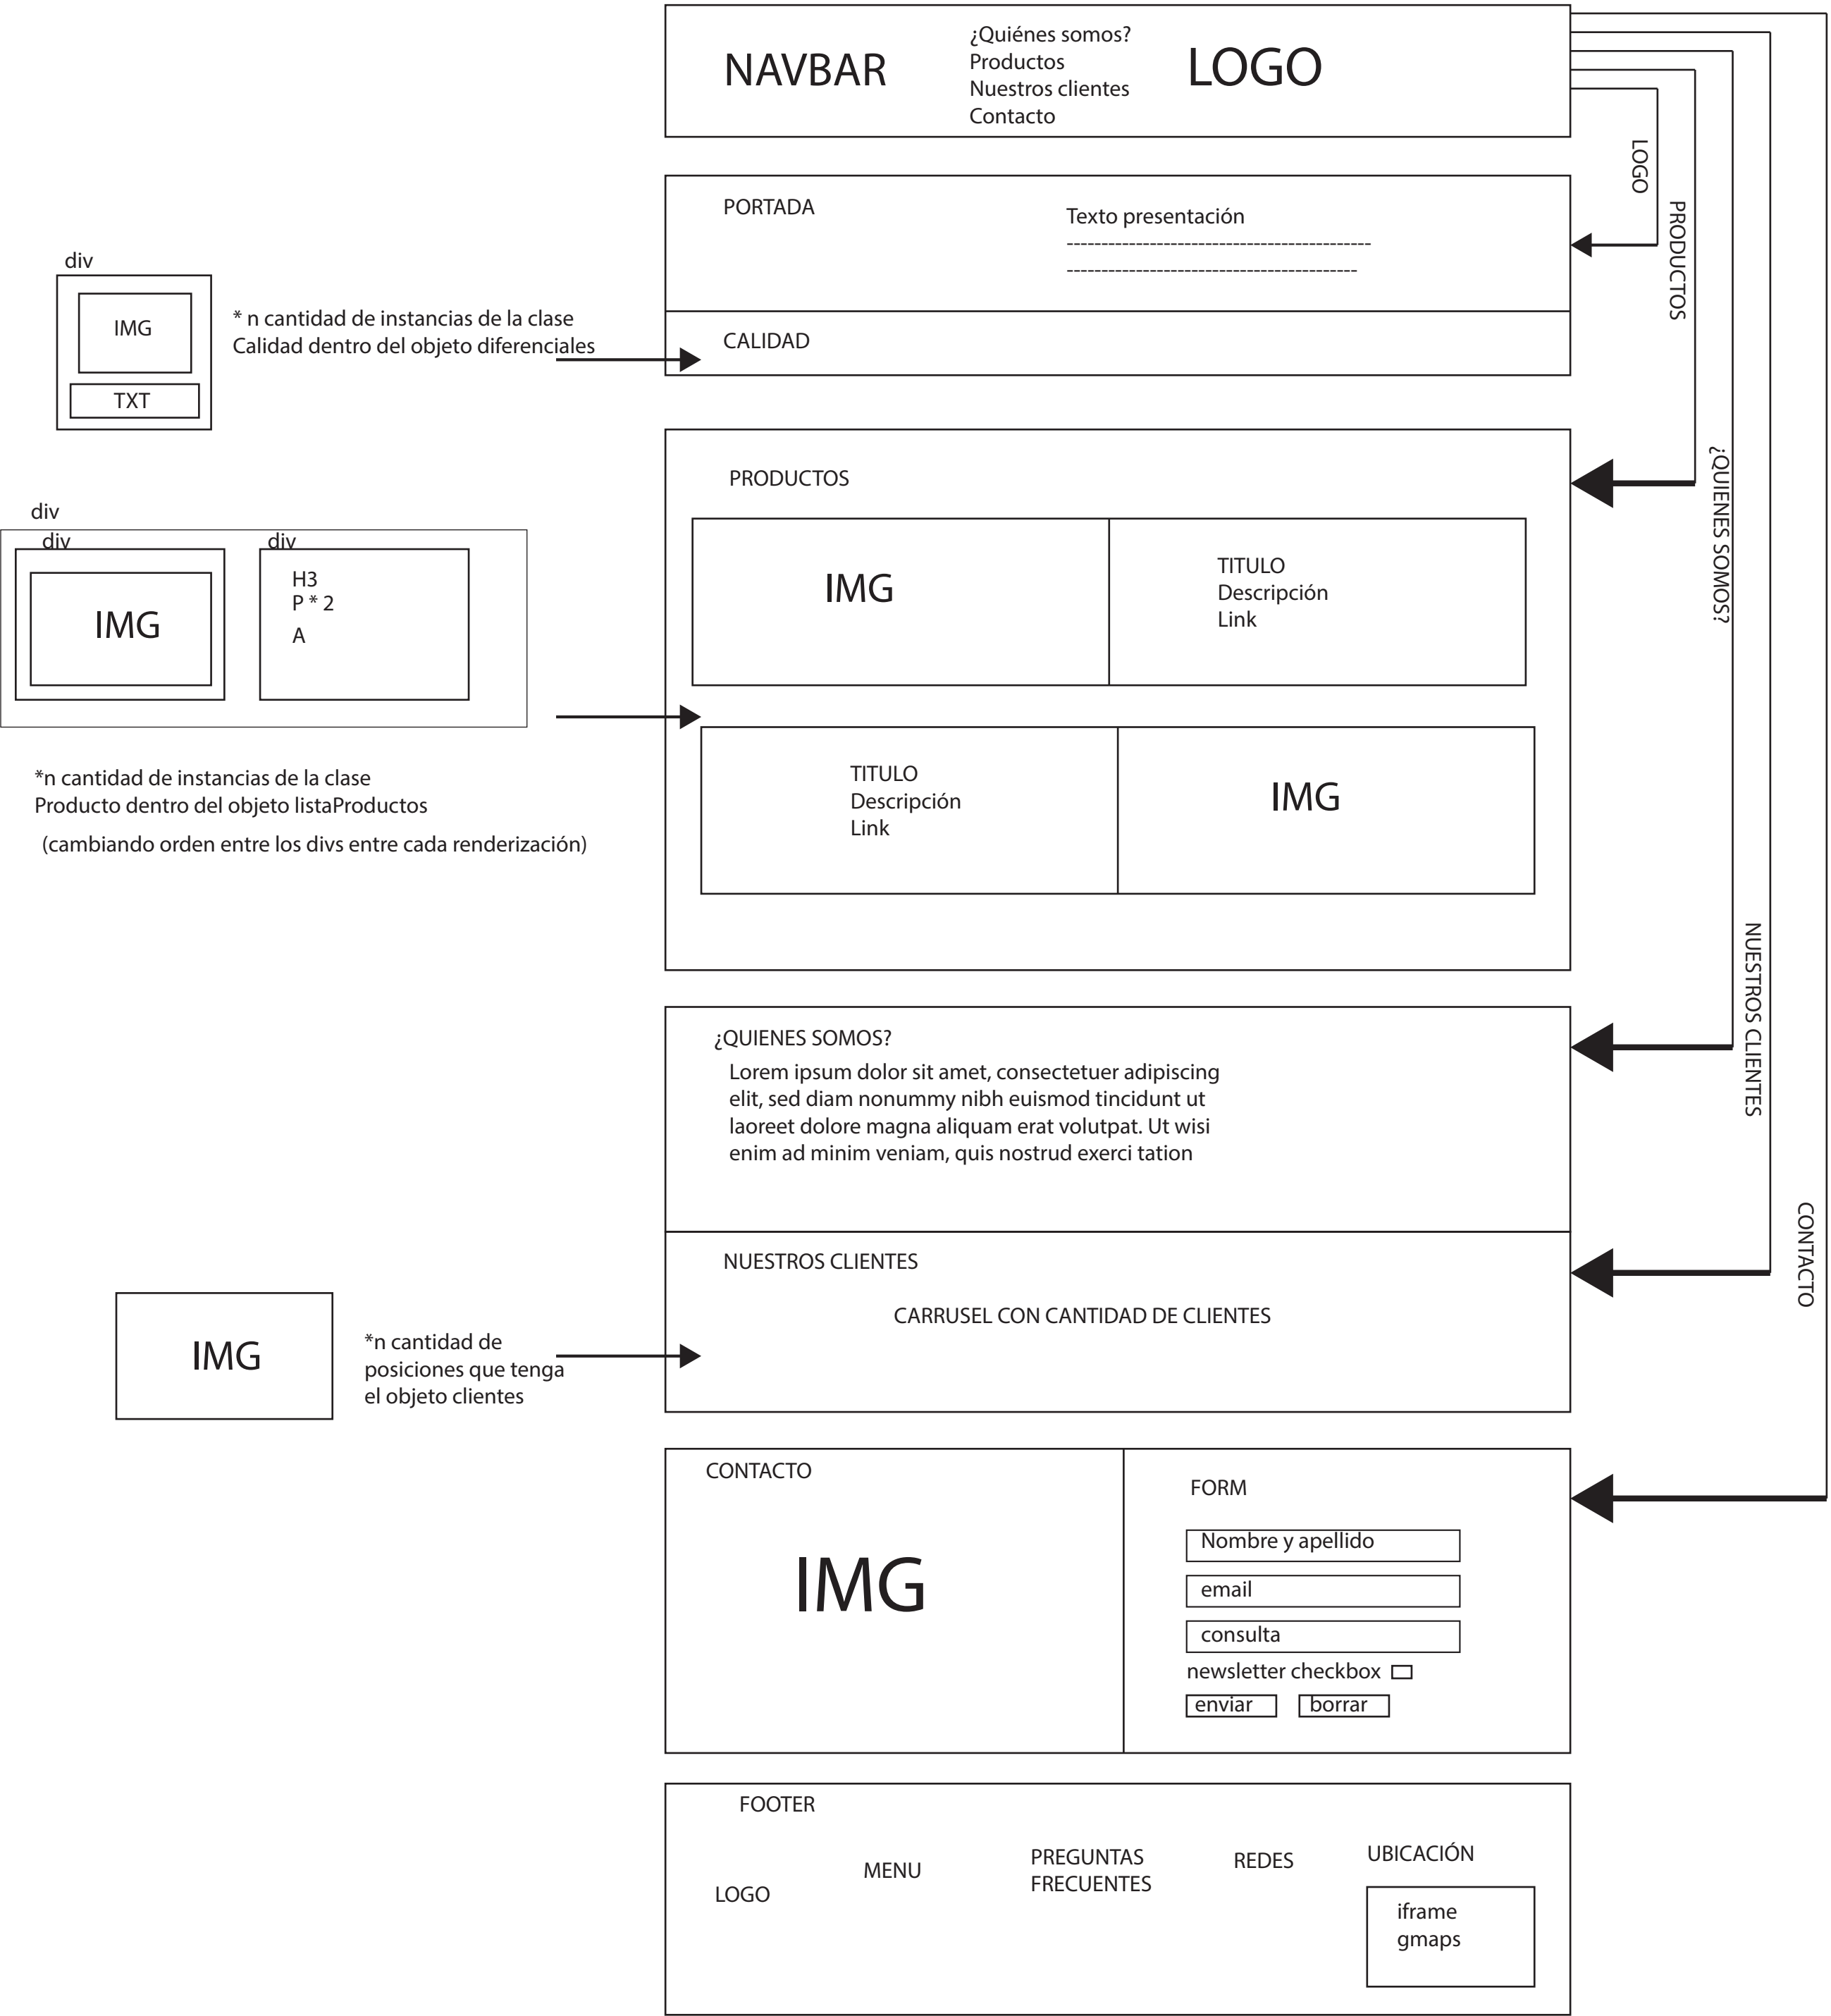 NAVBAR
¿Quiénes somos?
Productos
Nuestros clientes
Contacto
LOGO
LOGO
PRODUCTOS
¿QUIENES SOMOS?
NUESTROS CLIENTES
CONTACTO
PORTADA
Texto presentación
--------------------------------------------
------------------------------------------
CALIDAD
div
IMG
TXT
* n cantidad de instancias de la clase
Calidad dentro del objeto diferenciales
PRODUCTOS
IMG
TITULO
Descripción
Link
TITULO
Descripción
Link
IMG
div
div
IMG
div
H3
P * 2
A
*n cantidad de instancias de la clase
Producto dentro del objeto listaProductos
(cambiando orden entre los divs entre cada renderización)
¿QUIENES SOMOS?
Lorem ipsum dolor sit amet, consectetuer adipiscing
elit, sed diam nonummy nibh euismod tincidunt ut
laoreet dolore magna aliquam erat volutpat. Ut wisi
enim ad minim veniam, quis nostrud exerci tation
NUESTROS CLIENTES
CARRUSEL CON CANTIDAD DE CLIENTES
IMG
*n cantidad de
posiciones que tenga
el objeto clientes
CONTACTO
IMG
FORM
Nombre y apellido
email
consulta
newsletter checkbox
enviar
borrar
FOOTER
LOGO
MENU
PREGUNTAS
FRECUENTES
REDES
UBICACIÓN
iframe
gmaps